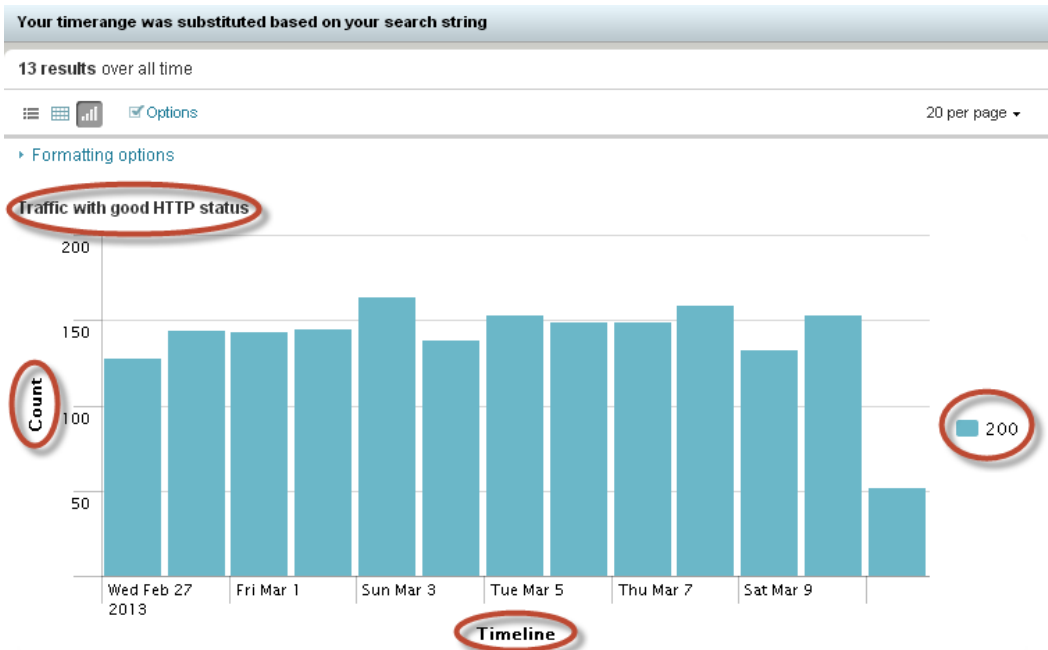 Your timerange was substituted based on your search string
13 results over all time
Options
20 per page
Formatting options
Traffic with good HTTP status
200
150
Count
100
200
50
Wed Feb 27 Fri Mar 1 Sun Mar 3 Tue Mar 5 Thu Mar 7 Sat Mar 9
2013
Timeline